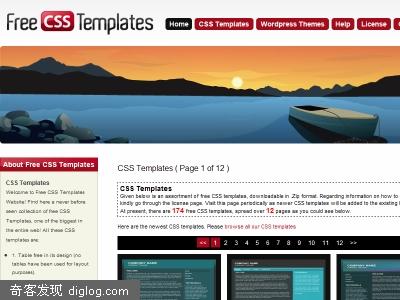 Free CSS Templates
Home CSS Templates Wordpress Themes Help License
About Free CSS Templates
CSS Templates
Welcome to Free CSS Templates
Website! Find here a never before
seen collection of free CSS
Templates, one of the biggest in
the entire web! All these CSS
templates are:
1. Table free in its design (no
tables have been used for layout
purposes).
CSS Templates ( Page 1 of 12 )
CSS Templates
Given below is an assortment of free CSS templates, downloadable in .Zip format. Regarding information on how to
kindly go through the license page. Visit this page periodically as newer CSS templates will be added to the existing
At present, there are 174 free CSS templates, spread over 12 pages as you could see below.
Here are the newest CSS templates. Please browse all our CSS templates
<< 1 2 3 4 5 6 7 8 9 10 11 12 >>
COMPANY NAME
COMPANY NAME
COMPANY NAME
奇客发现 diglog.com